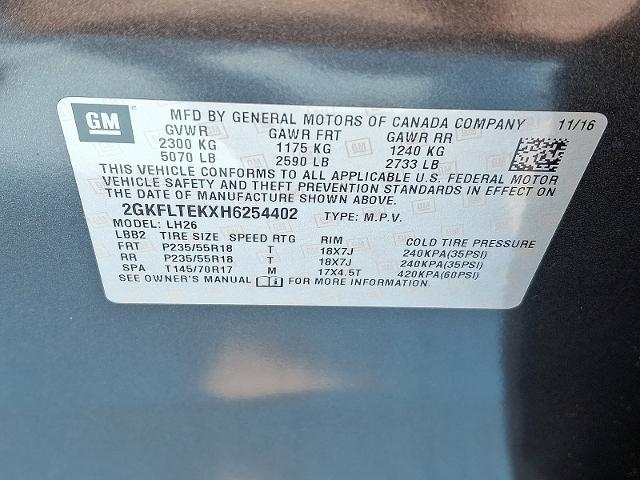 GM MFD BY GENERAL MOTORS OF CANADA COMPANY 11/16
GVWR GAWR FRT GAWR RR
2300 KG 1175 KG 1240 KG
5070 LB 2590 LB 2733 LB
THIS VEHICLE CONFORMS TO ALL APPLICABLE U.S. FEDERAL MOTOR
VEHICLE SAFETY AND THEFT PREVENTION STANDARDS IN EFFECT ON
THE DATE OF MANUFACTURE SHOWN ABOVE.
2GKFLTEKXH6254402 TYPE: M.P.V.
MODEL: LH26
LBB2 TIRE SIZE SPEED RTG RIM COLD TIRE PRESSURE
FRT P235/55R18 T 18X7J 240KPA(35PSI)
RR P235/55R18 T 18X7J 240KPA(35PSI)
SPA T145/70R17 M 17X4.5T 420KPA(60PSI)
SEE OWNER'S MANUAL FOR MORE INFORMATION.